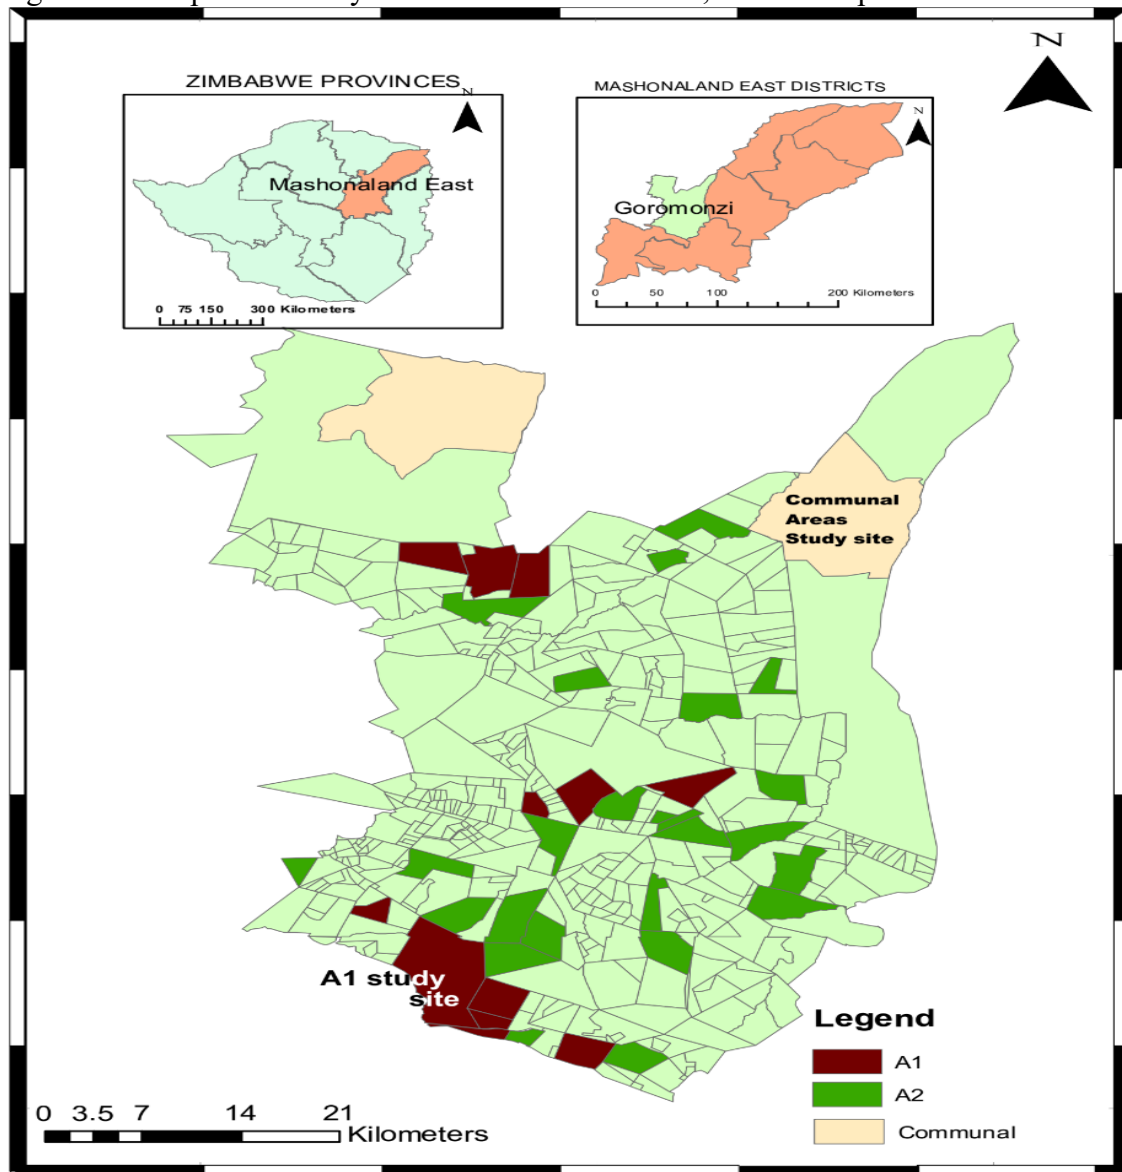 N
ZIMBABWE PROVINCES
N
Mashonaland East
0 75 150 300 Kilometers
MASHONALAND EAST DISTRICTS
N
Goromonzi
0 50 100 200 Kilometers
Communal
Areas
Study site
A1 study
site
Legend
A1
A2
Communal
0 3.5 7 14 21
Kilometers